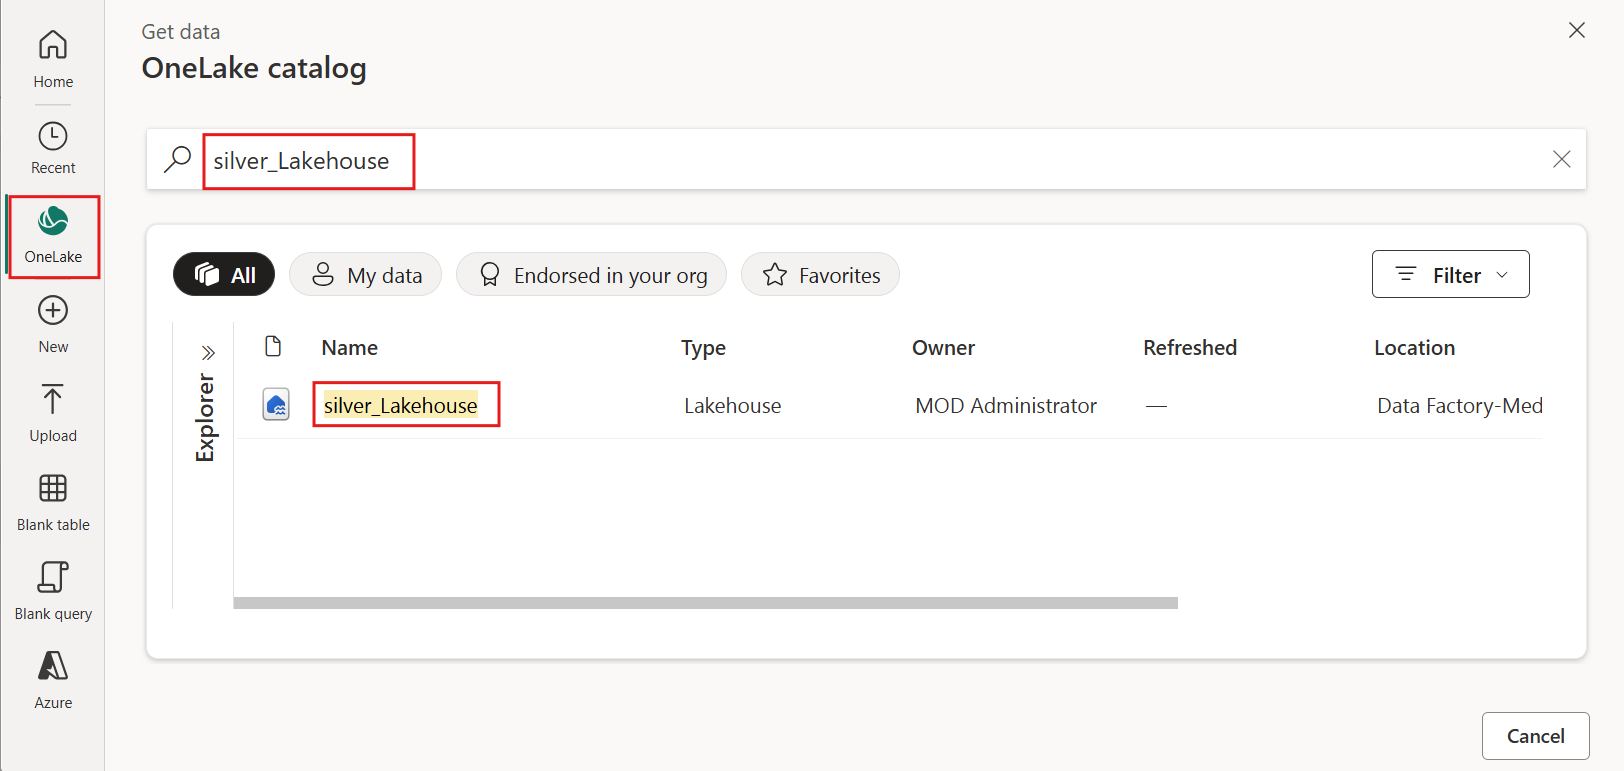 Home
Recent
OneLake
New
Upload
Blank table
Blank query
Azure
Get data
OneLake catalog
silver_Lakehouse
All
My data
Endorsed in your org
Favorites
Filter
Explorer
Name Type Owner Refreshed Location
silver_Lakehouse Lakehouse MOD Administrator — Data Factory-Med
Cancel